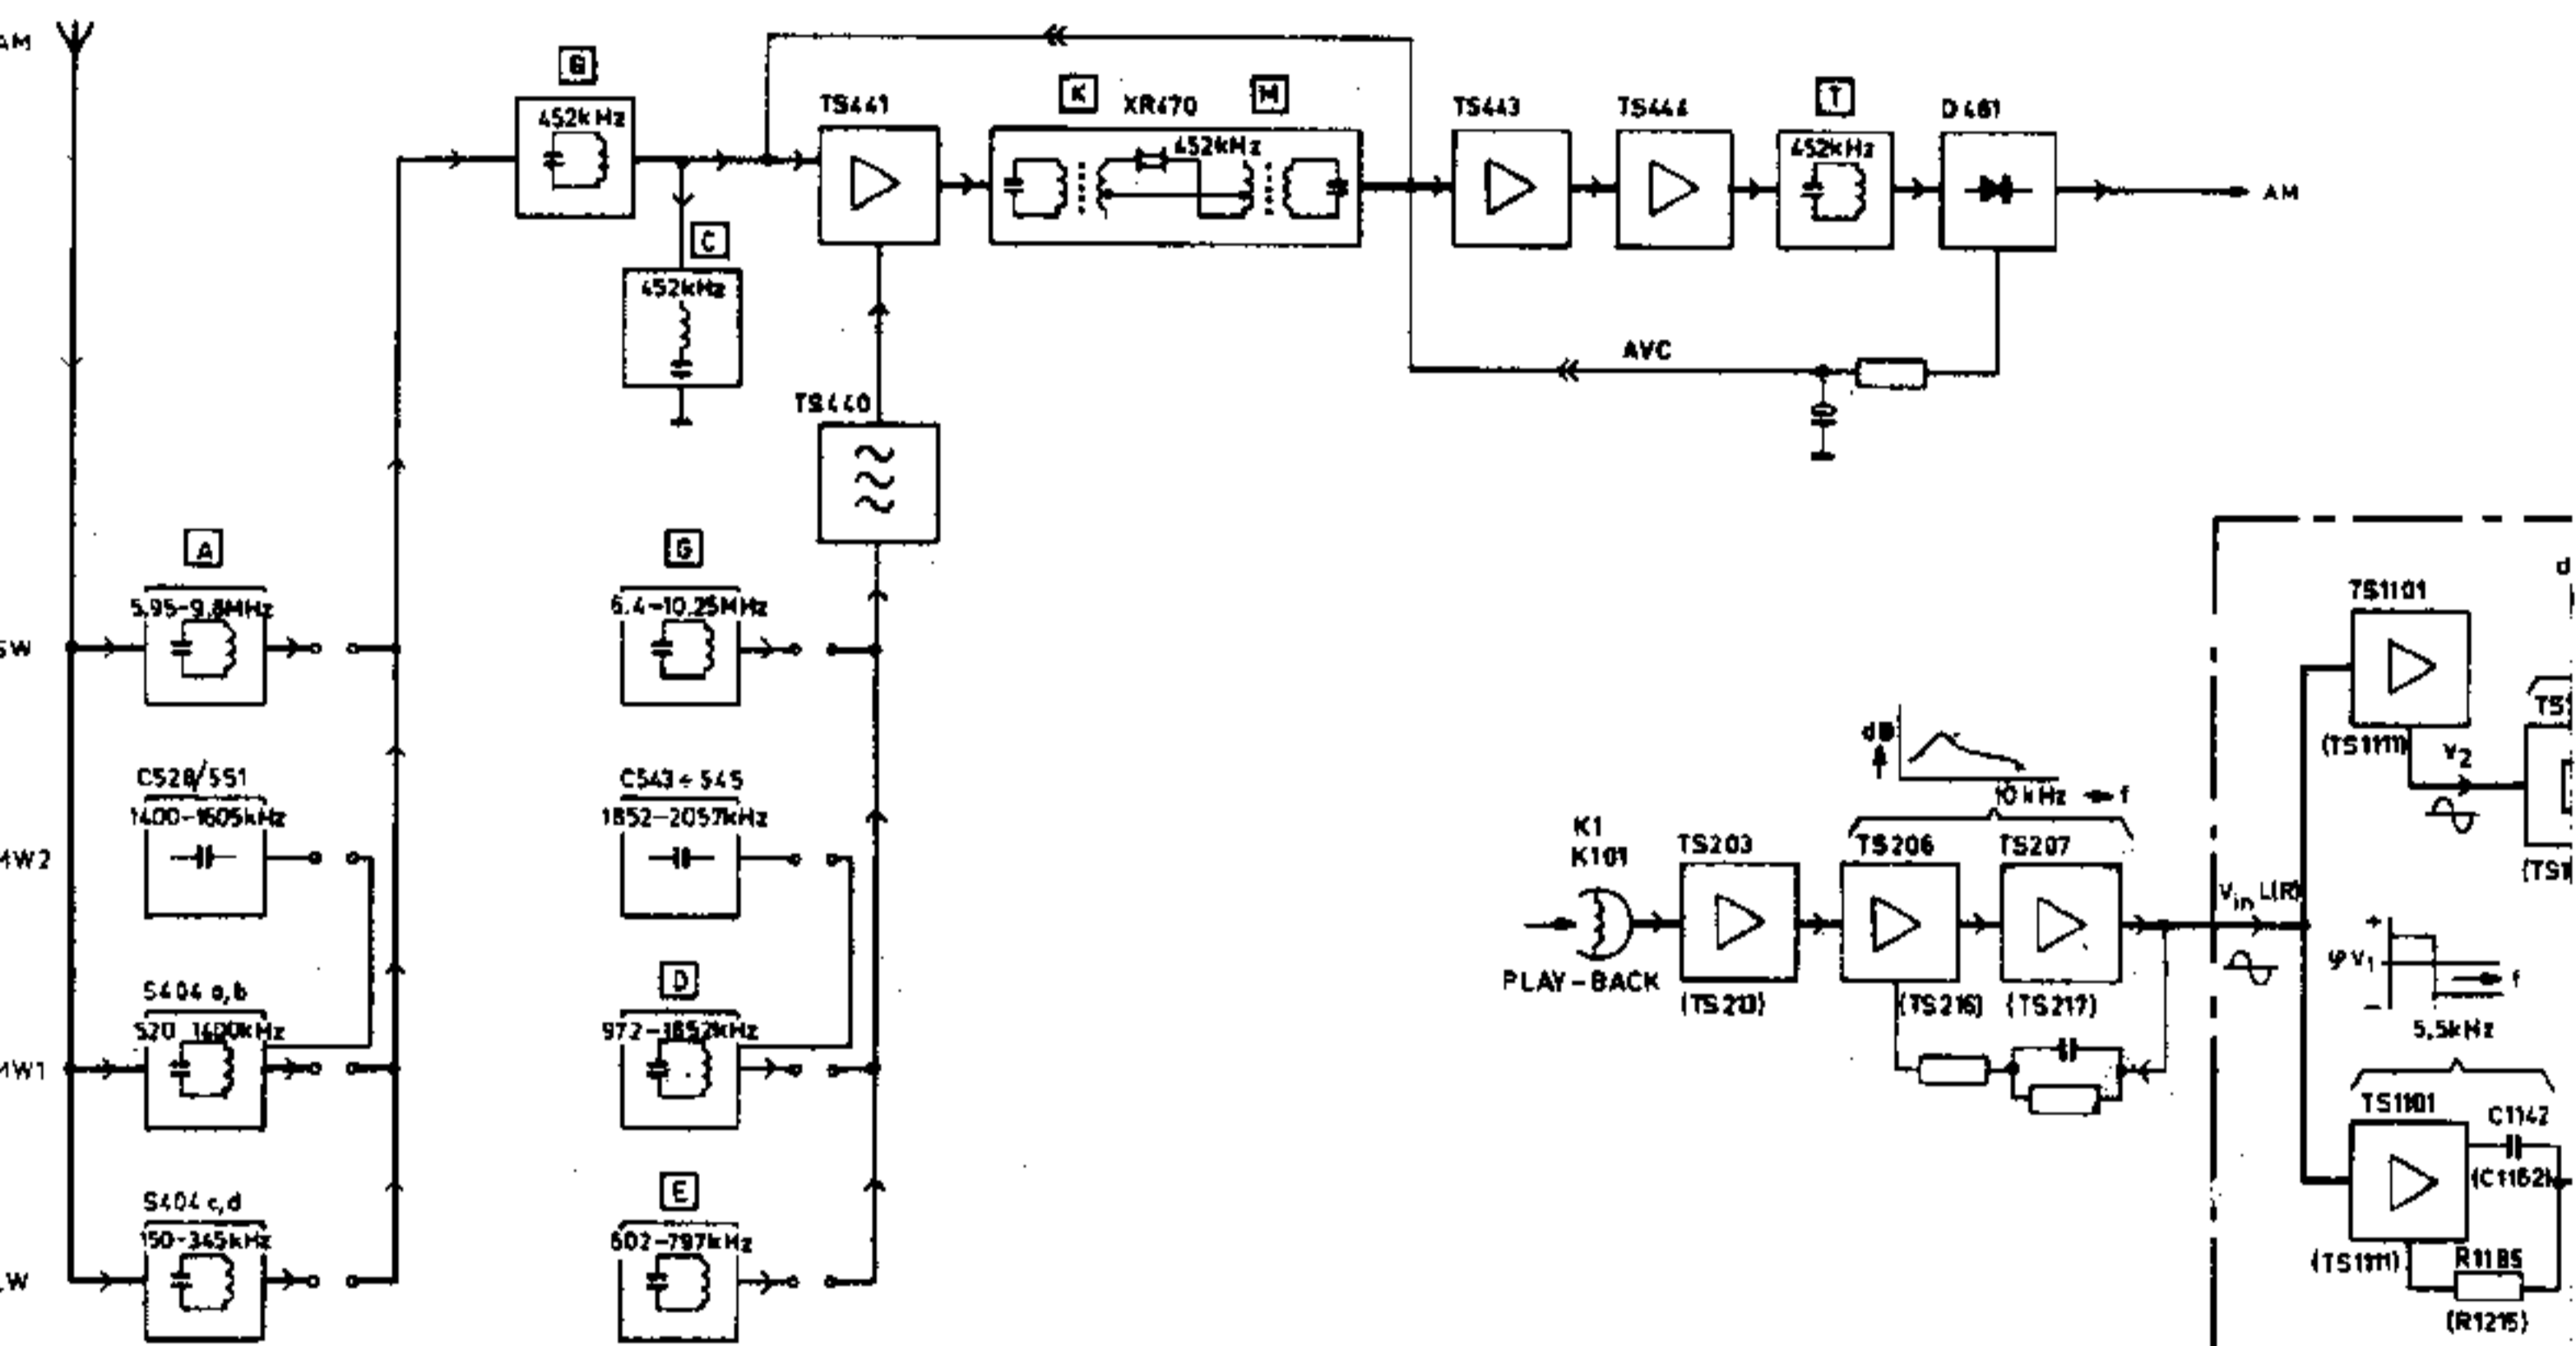 AM
B
452kHz
C
452kHz
TS441
K
XR470
M
452kHz
TS443
TS444
T
452kHz
D461
AM
AVC
TS440
A
5,95-9,8MHz
SW
C528/551
1400-1605kHz
MW2
S404 a,b
520-1400kHz
MW1
S404 c,d
150-345kHz
LW
G
6.4-10,25MHz
C543÷545
1852-2057kHz
D
972-1852kHz
E
602-797kHz
dB
10kHz
f
K1
K101
PLAY-BACK
TS203
(TS213)
TS206
(TS216)
TS207
(TS217)
Vin L(R)
TS1101
(TS1111)
V2
d
TS1
(TS1
+
φV1
-
f
5,5kHz
TS1101
(TS1111)
C1142
(C1152)
R1185
(R1215)